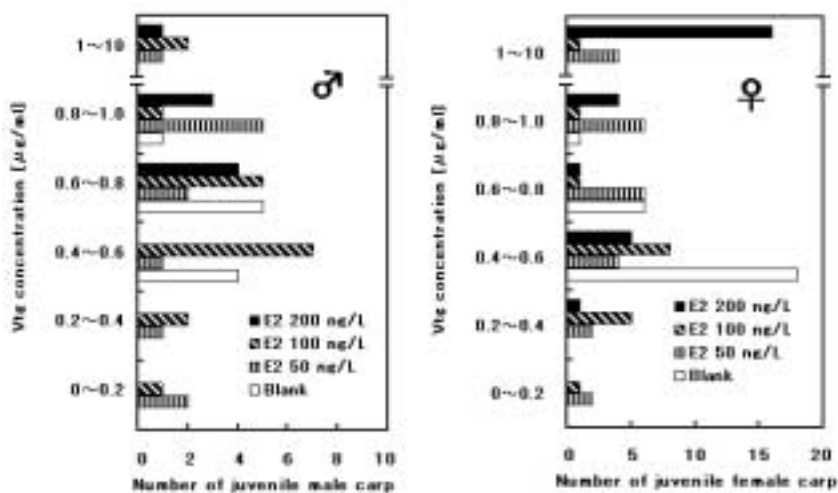 Vtg concentration [μg/ml]
1~10
0.8~1.0
0.6~0.8
0.4~0.6
0.2~0.4
0~0.2
♂
E2 200 ng/L
E2 100 ng/L
E2 50 ng/L
Blank
0 2 4 6 8 10
Number of juvenile male carp
Vtg concentration [μg/ml]
1~10
0.8~1.0
0.6~0.8
0.4~0.6
0.2~0.4
0~0.2
♀
E2 200 ng/L
E2 100 ng/L
E2 50 ng/L
Blank
0 5 10 15 20
Number of juvenile female carp